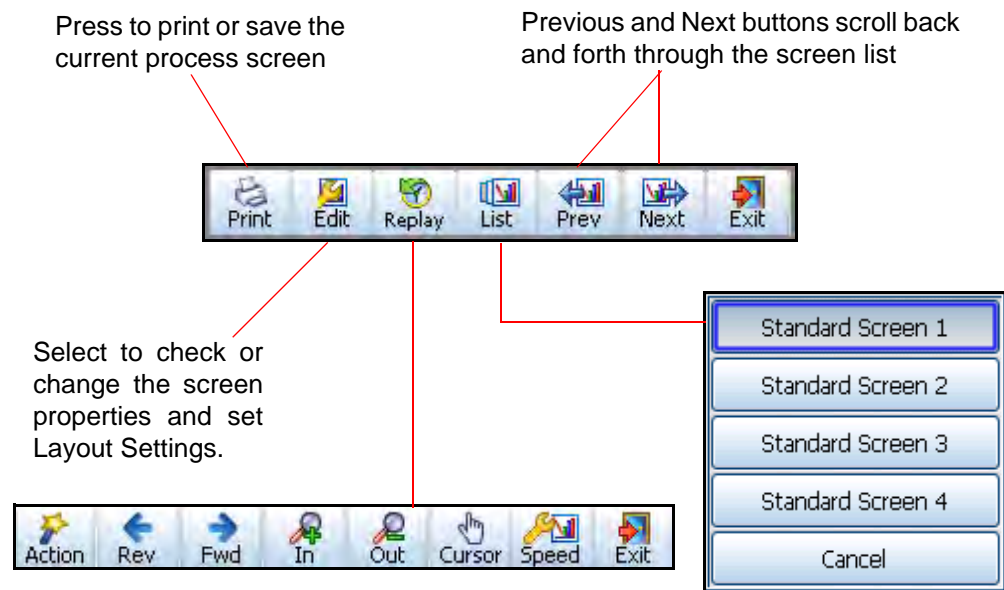 Press to print or save the
current process screen
Previous and Next buttons scroll back
and forth through the screen list
Print Edit Replay List Prev Next Exit
Select to check or
change the screen
properties and set
Layout Settings.
Standard Screen 1
Standard Screen 2
Standard Screen 3
Standard Screen 4
Cancel
Action Rev Fwd In Out Cursor Speed Exit